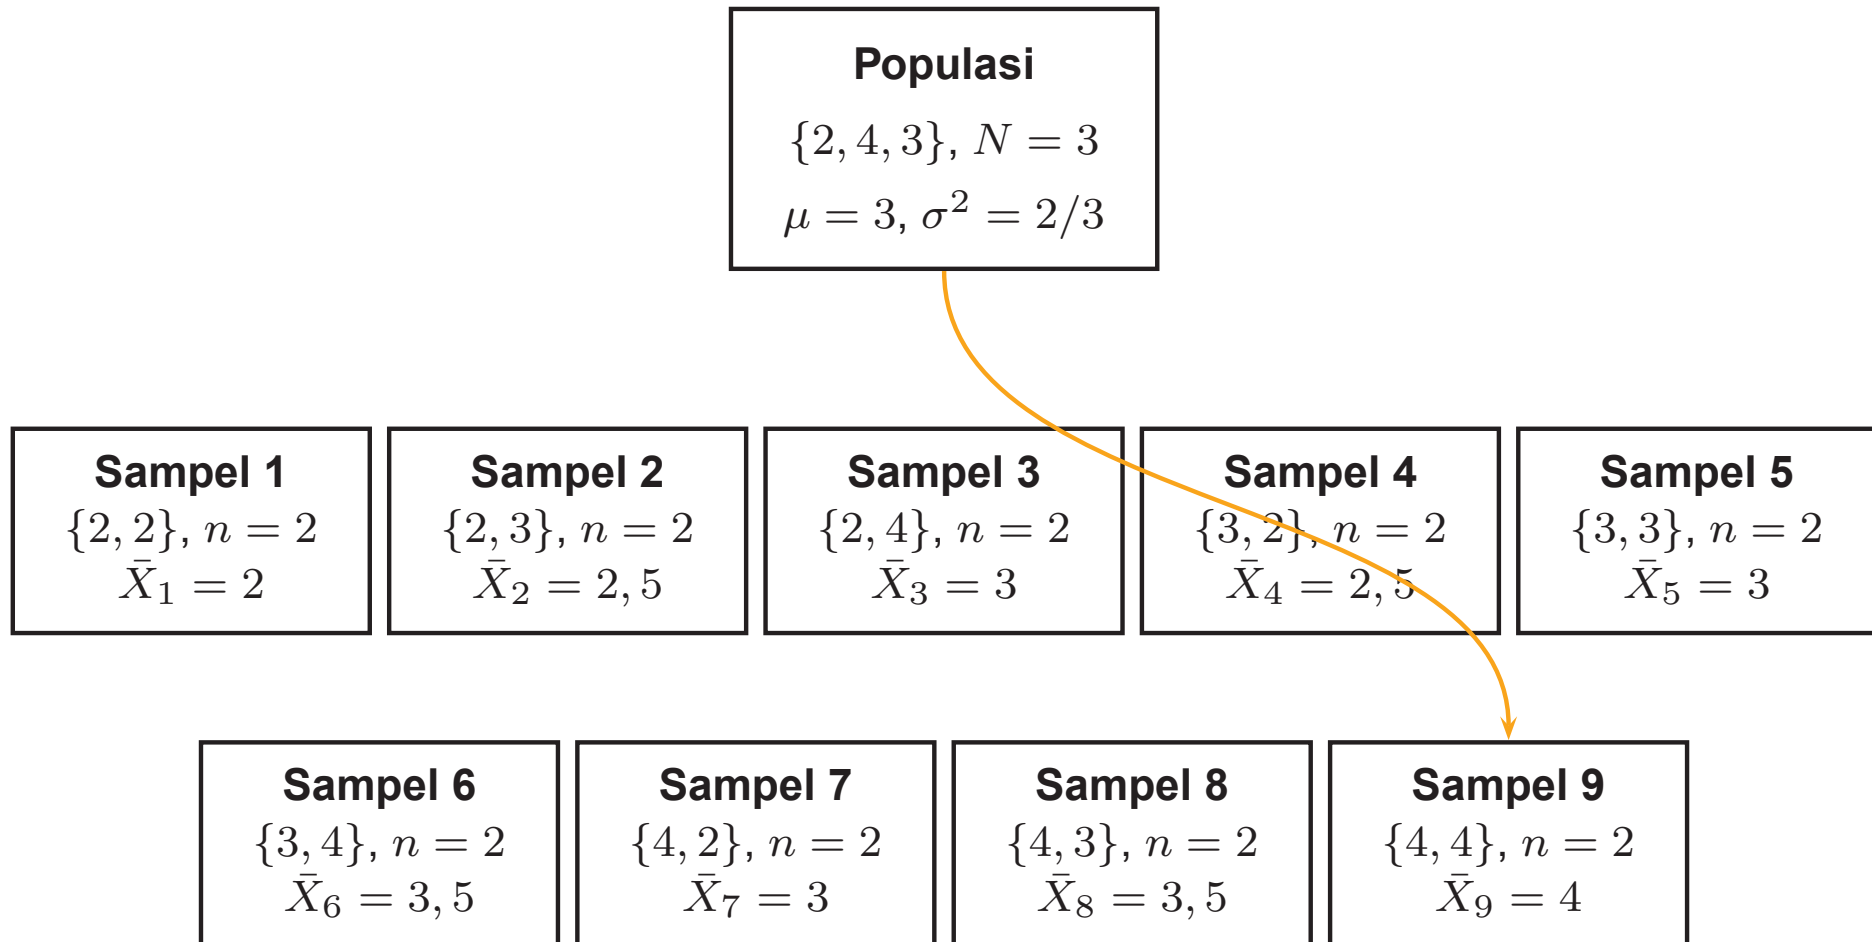 Populasi
{2, 4, 3}, N = 3
μ = 3, σ² = 2/3
Sampel 1
{2, 2}, n = 2
X̄₁ = 2
Sampel 2
{2, 3}, n = 2
X̄₂ = 2, 5
Sampel 3
{2, 4}, n = 2
X̄₃ = 3
Sampel 4
{3, 2}, n = 2
X̄₄ = 2, 5
Sampel 5
{3, 3}, n = 2
X̄₅ = 3
Sampel 6
{3, 4}, n = 2
X̄₆ = 3, 5
Sampel 7
{4, 2}, n = 2
X̄₇ = 3
Sampel 8
{4, 3}, n = 2
X̄₈ = 3, 5
Sampel 9
{4, 4}, n = 2
X̄₉ = 4